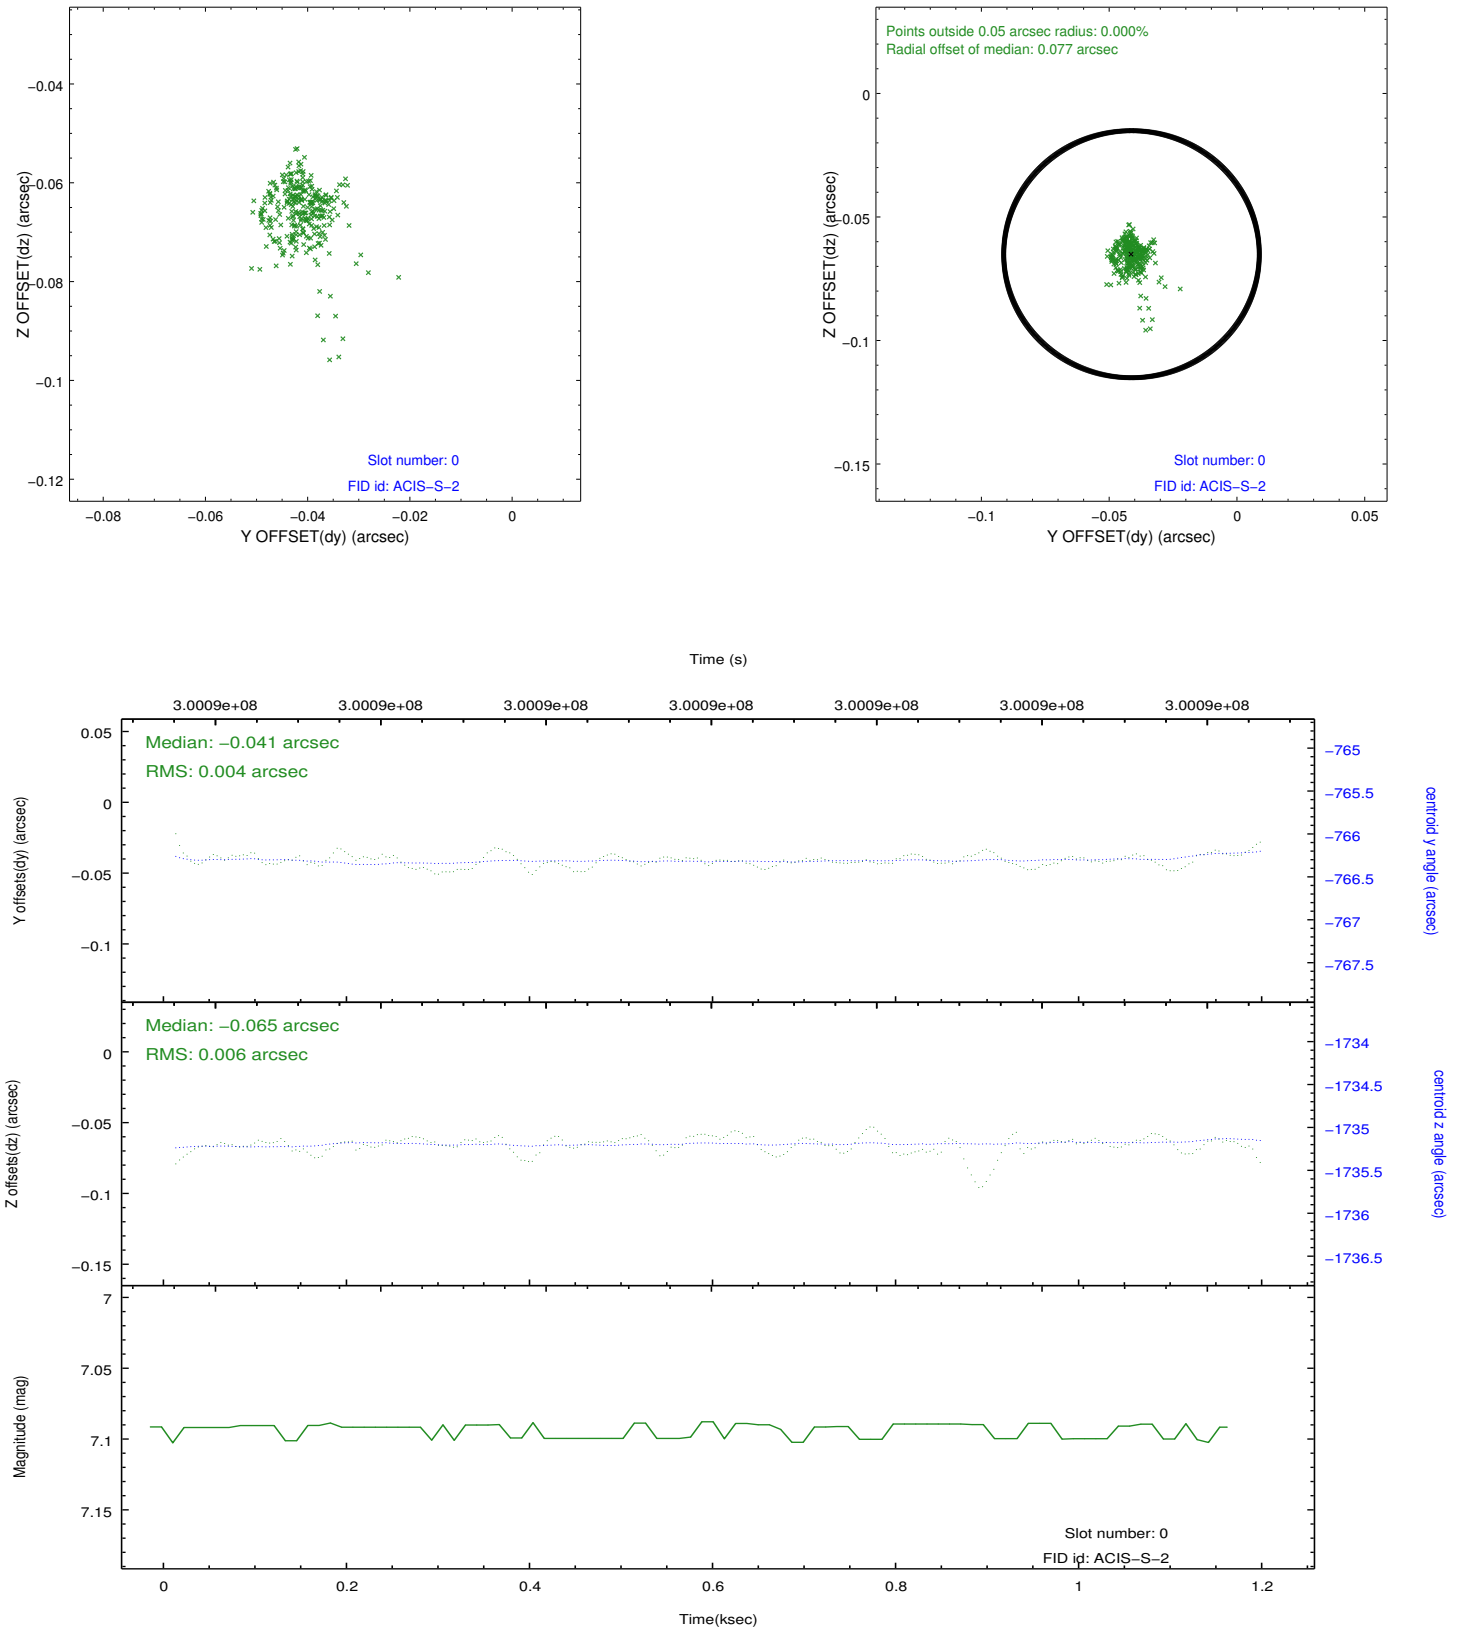 −0.04
−0.06
−0.08
−0.1
−0.12
Z OFFSET(dz) (arcsec)
Slot number: 0
FID id: ACIS−S−2
−0.08 −0.06 −0.04 −0.02 0
Y OFFSET(dy) (arcsec)
Points outside 0.05 arcsec radius: 0.000%
Radial offset of median: 0.077 arcsec
0
−0.05
−0.1
−0.15
Z OFFSET(dz) (arcsec)
Slot number: 0
FID id: ACIS−S−2
−0.1 −0.05 0 0.05
Y OFFSET(dy) (arcsec)
Time (s)
3.0009e+08 3.0009e+08 3.0009e+08 3.0009e+08 3.0009e+08 3.0009e+08 3.0009e+08
Median: −0.041 arcsec
RMS: 0.004 arcsec
0.05
0
−0.05
−0.1
Y offsets(dy) (arcsec)
−765
−765.5
−766
−766.5
−767
−767.5
centroid y angle (arcsec)
Median: −0.065 arcsec
RMS: 0.006 arcsec
0
−0.05
−0.1
−0.15
Z offsets(dz) (arcsec)
−1734
−1734.5
−1735
−1735.5
−1736
−1736.5
centroid z angle (arcsec)
7
7.05
7.1
7.15
Magnitude (mag)
Slot number: 0
FID id: ACIS−S−2
0 0.2 0.4 0.6 0.8 1 1.2
Time(ksec)